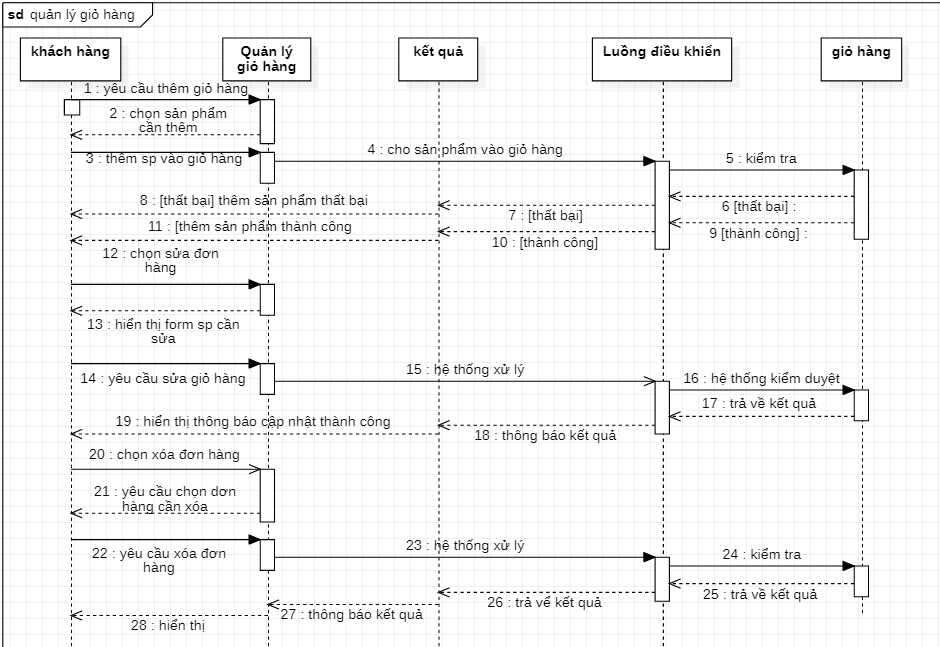 sd quản lý giỏ hàng
khách hàng
Quản lý
giỏ hàng
kết quả
Luồng điều khiển
giỏ hàng
1 : yêu cầu thêm giỏ hàng
2 : chọn sản phẩm
cần thêm
3 : thêm sp vào giỏ hàng
4 : cho sản phẩm vào giỏ hàng
5 : kiểm tra
6 [thất bại] :
7 : [thất bại]
8 : [thất bại] thêm sản phẩm thất bại
9 [thành công] :
10 : [thành công]
11 : [thêm sản phẩm thành công
12 : chọn sửa đơn
hàng
13 : hiển thị form sp cần
sửa
14 : yêu cầu sửa giỏ hàng
15 : hệ thống xử lý
16 : hệ thống kiểm duyệt
17 : trả về kết quả
18 : thông báo kết quả
19 : hiển thị thông báo cập nhật thành công
20 : chọn xóa đơn hàng
21 : yêu cầu chọn dơn
hàng cần xóa
22 : yêu cầu xóa đơn
hàng
23 : hệ thống xử lý
24 : kiểm tra
25 : trả về kết quả
26 : trả vể kết quả
27 : thông báo kết quả
28 : hiển thị